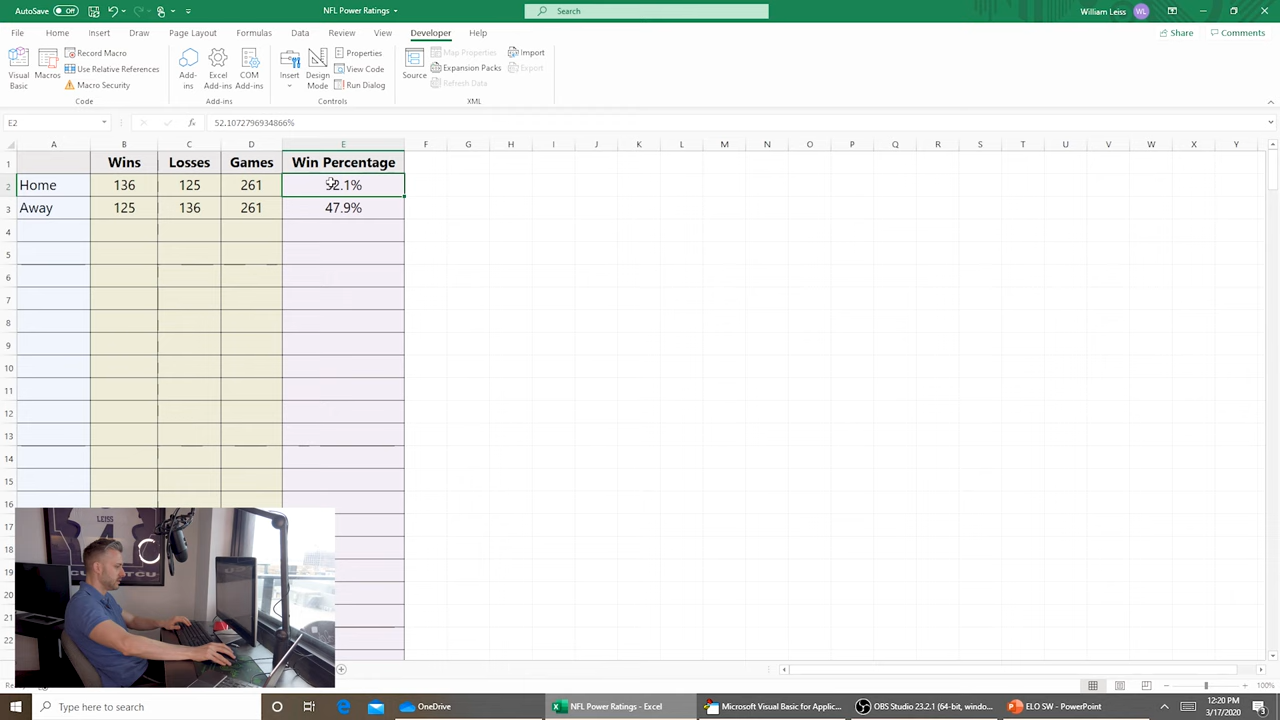 AutoSave Off NFL Power Ratings Search William Leiss WL
File Home Insert Draw Page Layout Formulas Data Review View Developer Help Share Comments
Visual Basic
Macros
Record Macro
Use Relative References
Macro Security
Code
Add-ins
Excel Add-ins
COM Add-ins
Add-ins
Insert
Design Mode
Properties
View Code
Run Dialog
Controls
Source
Map Properties
Expansion Packs
Refresh Data
Import
Export
XML
E2 fx 52.1072796934866%
A B C D E F G H I J K L M N O P Q R S T U V W X Y
1 Wins Losses Games Win Percentage
2 Home 136 125 261 52.1%
3 Away 125 136 261 47.9%
4
5
6
7
8
9
10
11
12
13
14
15
16
17
18
19
20
21
22
LEISS
TCU
100%
Type here to search OneDrive NFL Power Ratings - Excel Microsoft Visual Basic for Applic... OBS Studio 23.2.1 (64-bit, windo... ELO SW - PowerPoint 12:20 PM
3/17/2020